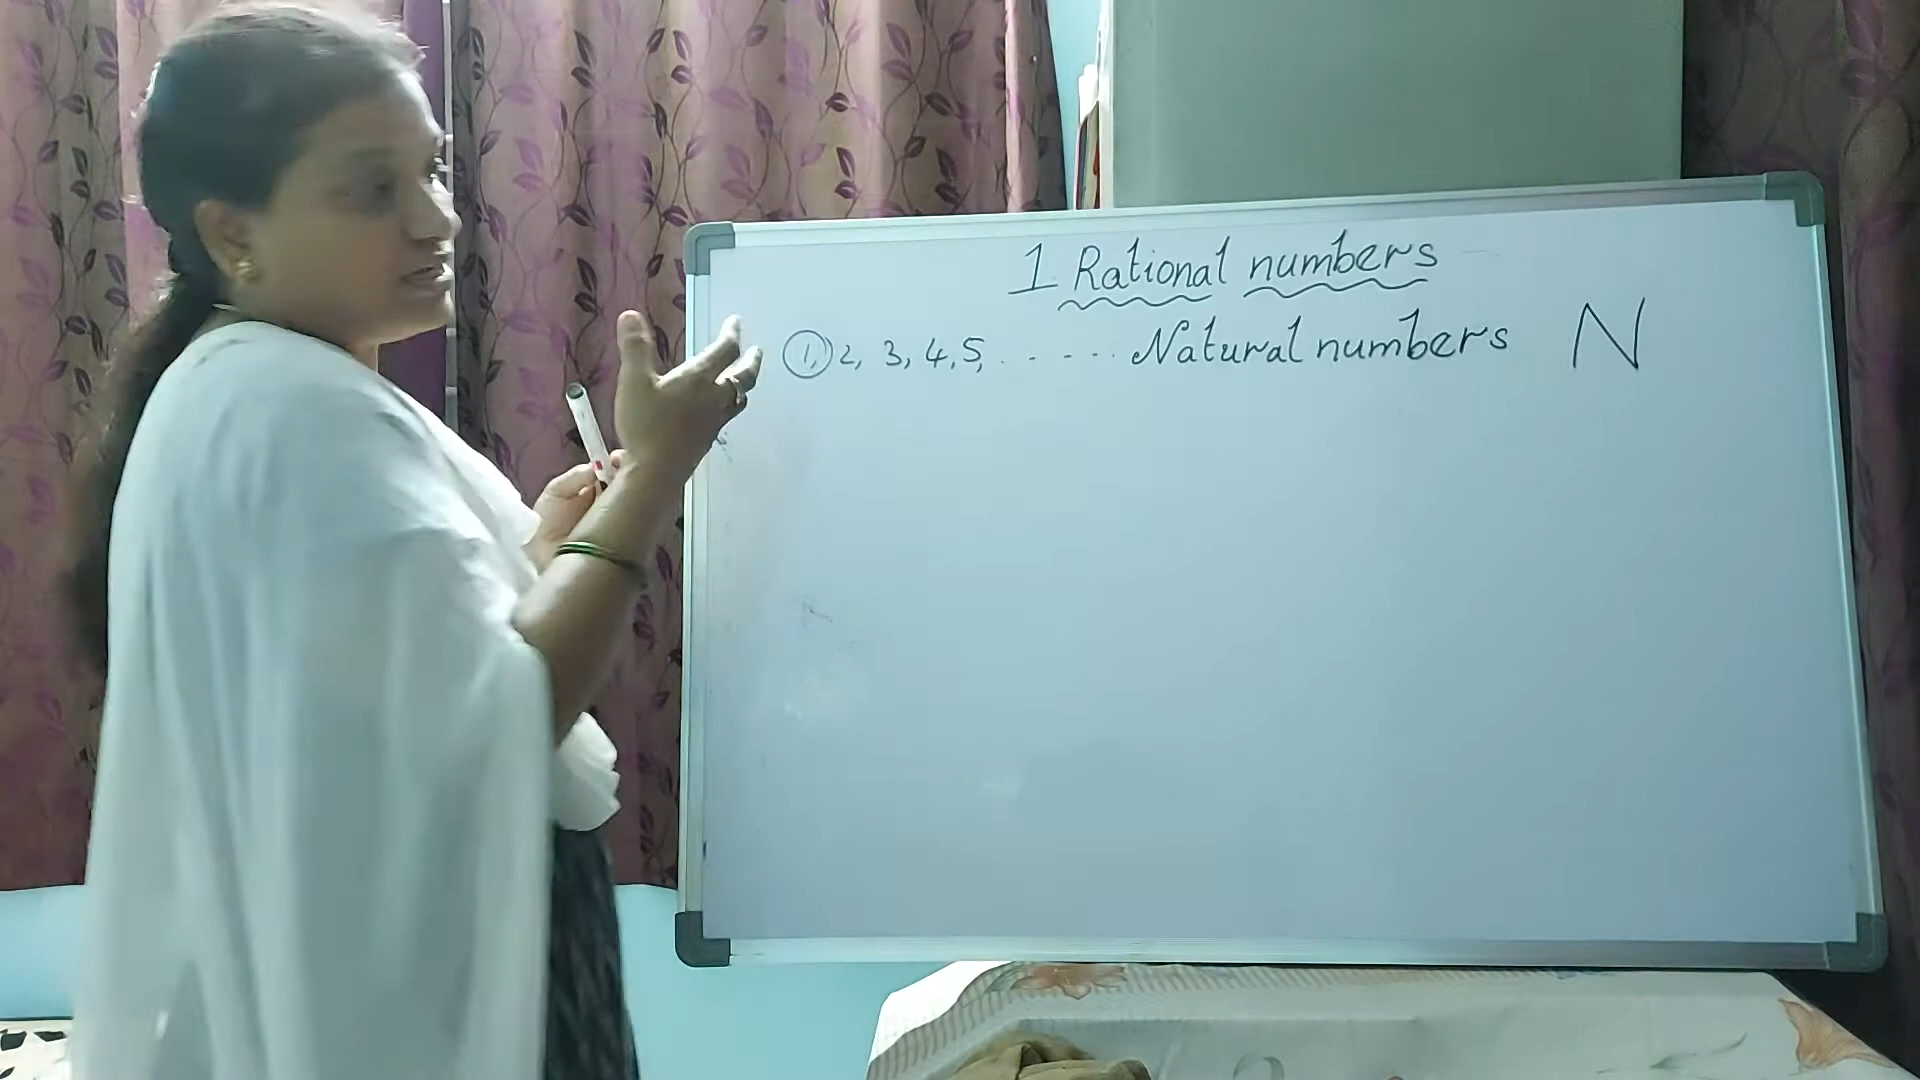 1 Rational numbers
1, 2, 3, 4, 5, . . - - . . . Natural numbers N